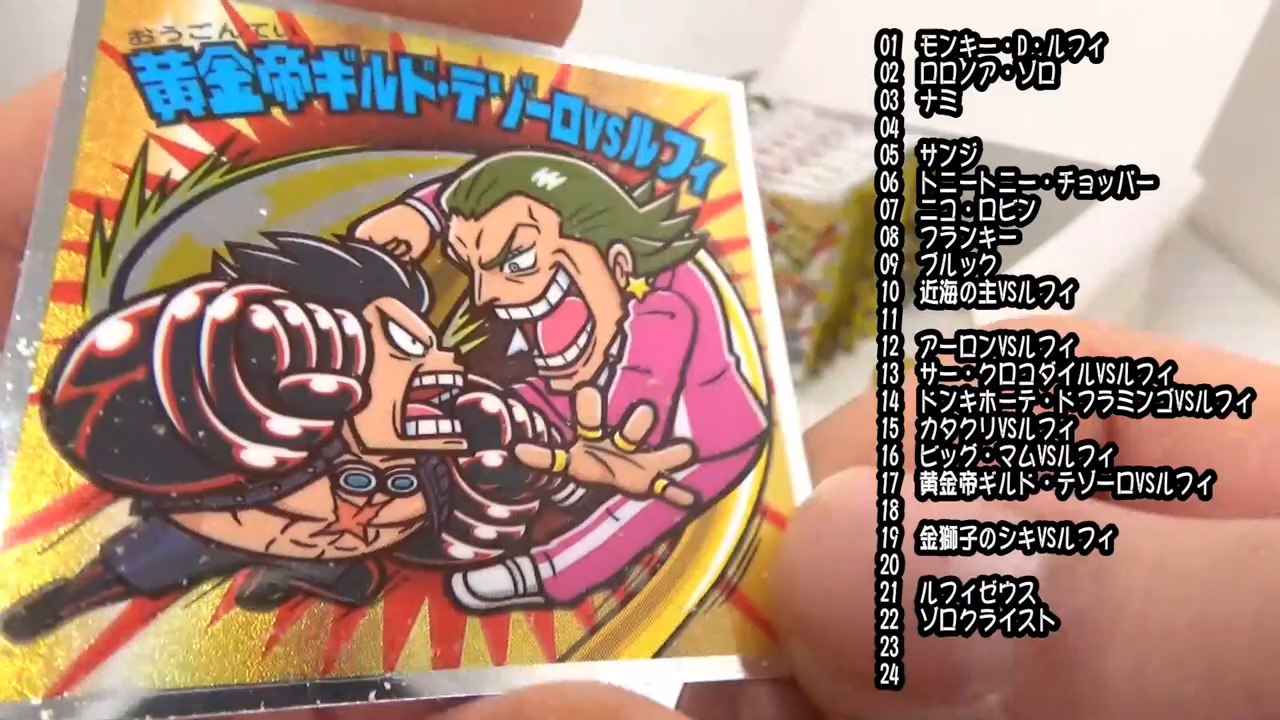 おうごんてい
黄金帝ギルド・テゾーロVSルフィ
01 モンキー・D・ルフィ
02 ロロノア・ゾロ
03 ナミ
04
05 サンジ
06 トニートニー・チョッパー
07 ニコ・ロビン
08 フランキー
09 ブルック
10 近海の主VSルフィ
11
12 アーロンVSルフィ
13 サー・クロコダイルVSルフィ
14 ドンキホーテ・ドフラミンゴVSルフィ
15 カタクリVSルフィ
16 ビッグ・マムVSルフィ
17 黄金帝ギルド・テゾーロVSルフィ
18
19 金獅子のシキVSルフィ
20
21 ルフィゼウス
22 ゾロクライスト
23
24